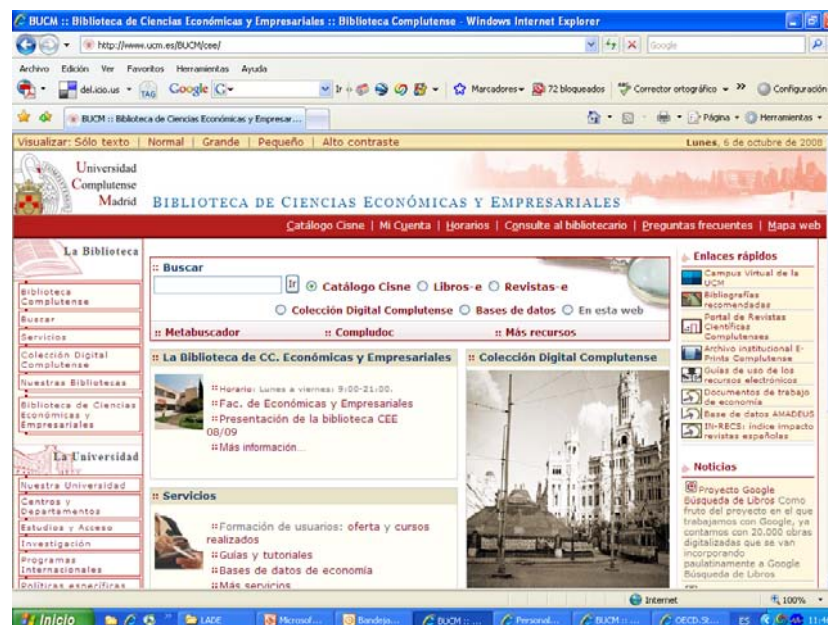 BUCM :: Biblioteca de Ciencias Económicas y Empresariales :: Biblioteca Complutense - Windows Internet Explorer
http://www.ucm.es/BUCM/cee/
Google
Archivo Edición Ver Favoritos Herramientas Ayuda
del.icio.us TAG Google G Ir Marcadores 72 bloqueados Corrector ortográfico » Configuración
BUCM :: Biblioteca de Ciencias Económicas y Empresar... Página Herramientas
Visualizar: Sólo texto | Normal | Grande | Pequeño | Alto contraste
Lunes, 6 de octubre de 2008
Universidad
Complutense
Madrid
BIBLIOTECA DE CIENCIAS ECONÓMICAS Y EMPRESARIALES
Catálogo Cisne | Mi Cuenta | Horarios | Consulte al bibliotecario | Preguntas frecuentes | Mapa web
La Biblioteca
Biblioteca
Complutense
Buscar
Servicios
Colección Digital
Complutense
Nuestras Bibliotecas
Biblioteca de Ciencias
Económicas y
Empresariales
La Universidad
Nuestra Universidad
Centros y
Departamentos
Estudios y Acceso
Investigación
Programas
Internacionales
Políticas específicas
:: Buscar
Ir Catálogo Cisne Libros-e Revistas-e
Colección Digital Complutense Bases de datos En esta web
:: Metabuscador :: Compludoc :: Más recursos
:: La Biblioteca de CC. Económicas y Empresariales
Horario: Lunes a viernes: 9:00-21:00.
Fac. de Económicas y Empresariales
Presentación de la biblioteca CEE
08/09
Más información...
:: Servicios
Formación de usuarios: oferta y cursos
realizados
Guías y tutoriales
Bases de datos de economía
Más servicios
:: Colección Digital Complutense
Enlaces rápidos
Campus Virtual de la
UCM
Bibliografías
recomendadas
Portal de Revistas
Científicas
Complutenses
Archivo institucional E-
Prints Complutense
Guías de uso de los
recursos electrónicos
Documentos de trabajo
de economía
Base de datos AMADEUS
IN-RECS: índice impacto
revistas españolas
Noticias
Proyecto Google
Búsqueda de Libros Como
fruto del proyecto en el que
trabajamos con Google, ya
contamos con 20.000 obras
digitalizadas que se van
incorporando
paulatinamente a Google
Búsqueda de Libros
Internet 100%
Inicio » LADE Microsof... Bandeja... BUCM :: ... Personal... BUCM :: ... OECD.St... ES